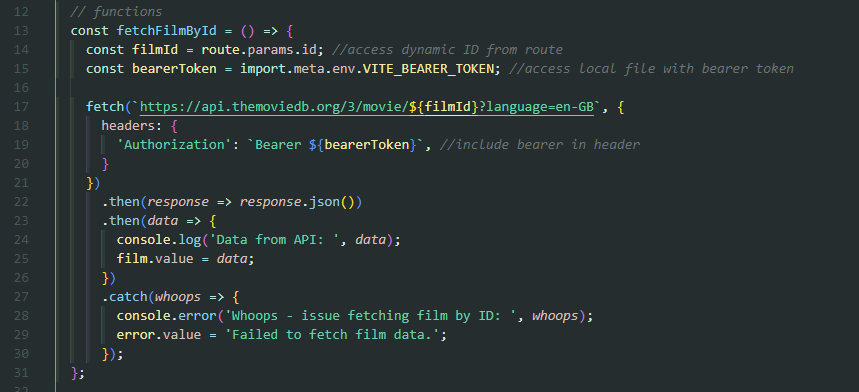 12 // functions
13 const fetchFilmById = () => {
14 const filmId = route.params.id; //access dynamic ID from route
15 const bearerToken = import.meta.env.VITE_BEARER_TOKEN; //access local file with bearer token
16
17 fetch(`https://api.themoviedb.org/3/movie/${filmId}?language=en-GB`, {
18 headers: {
19 'Authorization': `Bearer ${bearerToken}`, //include bearer in header
20 }
21 })
22 .then(response => response.json())
23 .then(data => {
24 console.log('Data from API: ', data);
25 film.value = data;
26 })
27 .catch(whoops => {
28 console.error('Whoops - issue fetching film by ID: ', whoops);
29 error.value = 'Failed to fetch film data.';
30 });
31 };
32